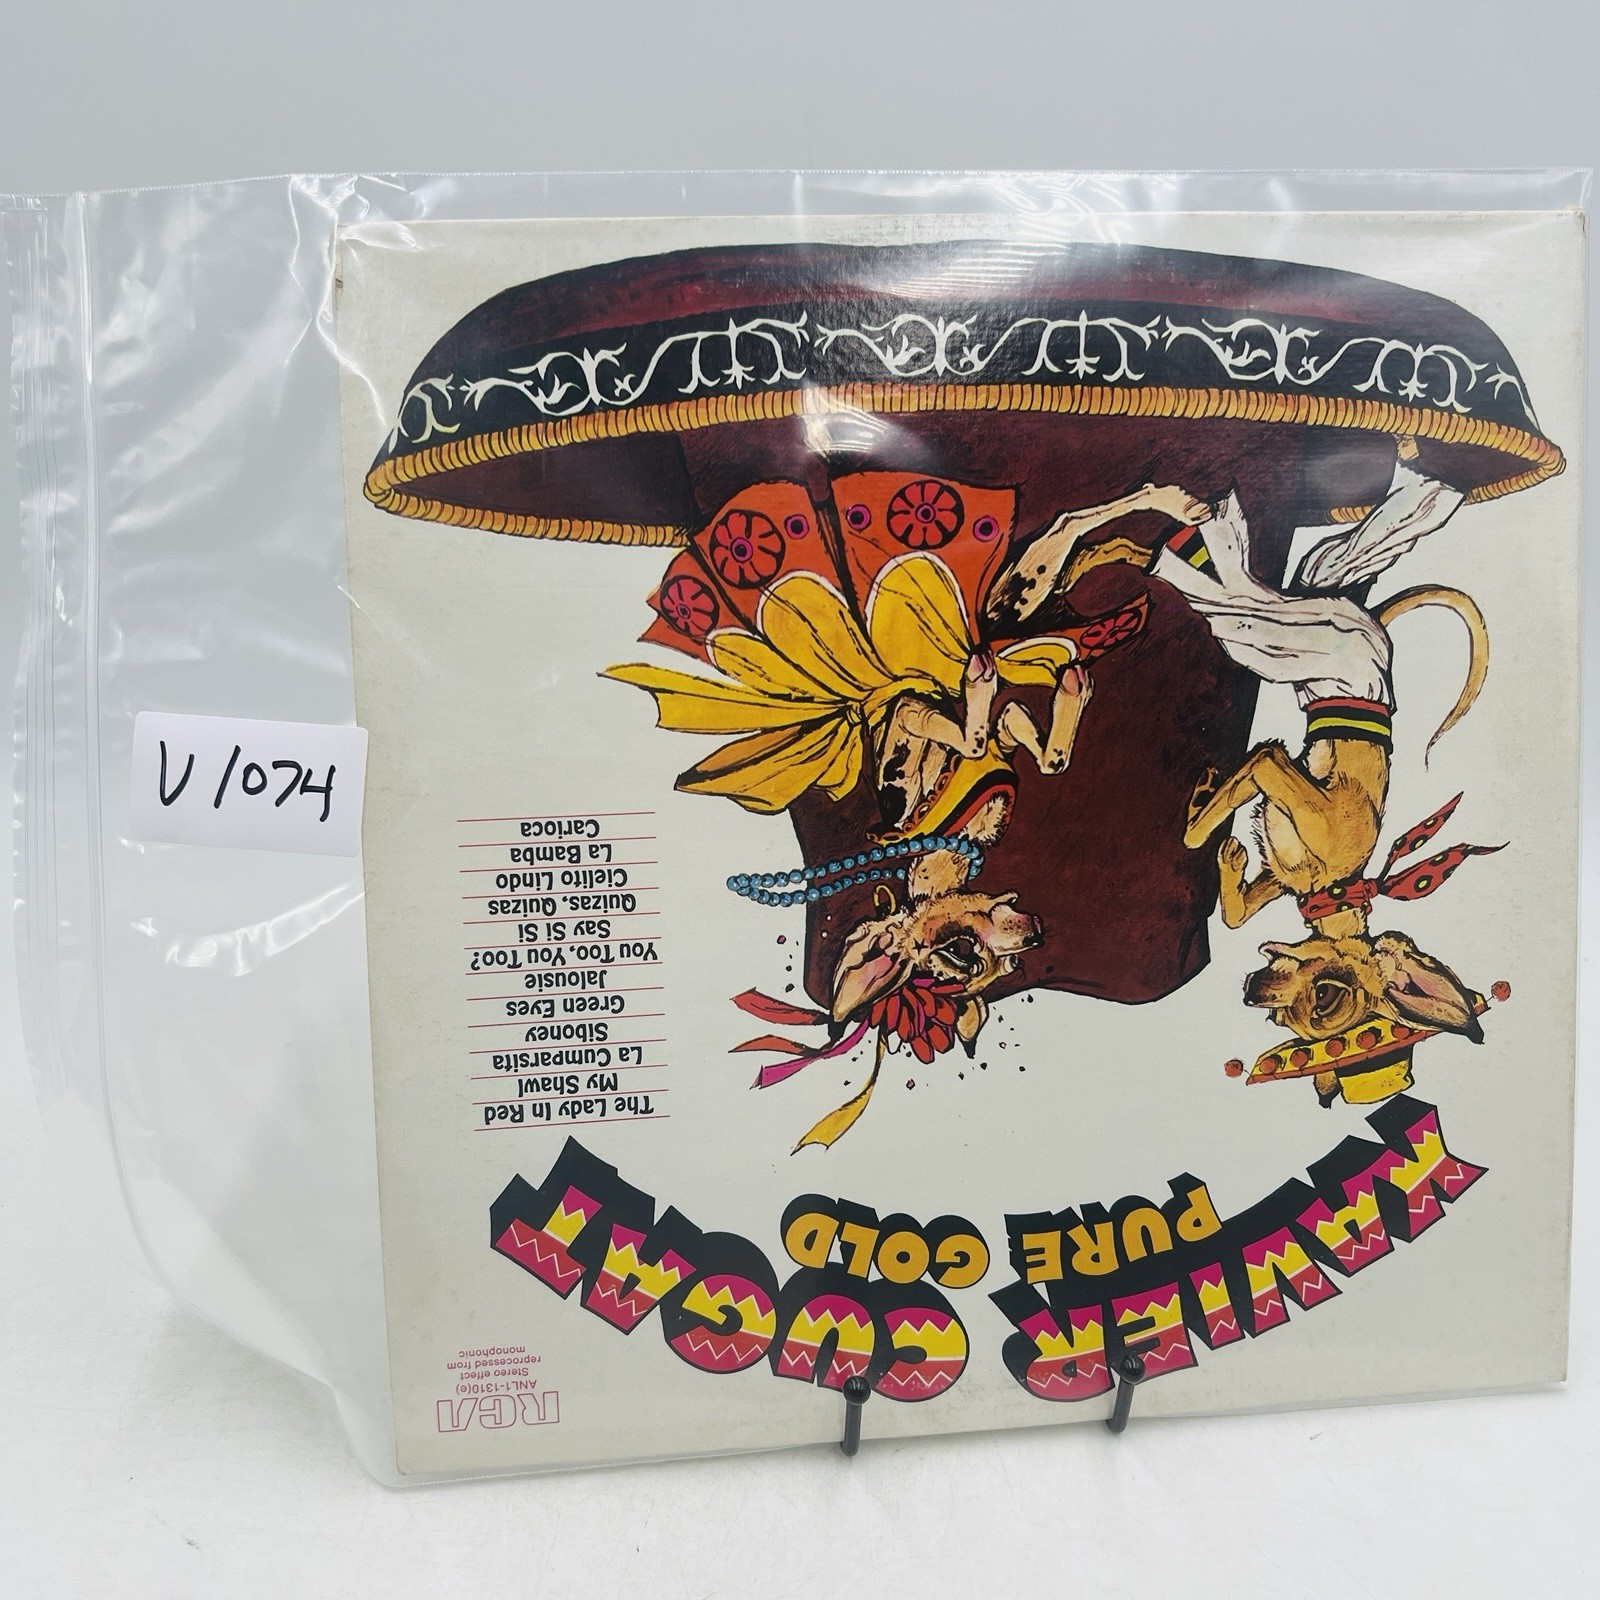 V 1074
RCA
ANL1-1310(e)
Stereo effect
reprocessed from
monophonic
XAVIER CUGAT
PURE GOLD
The Lady In Red
My Shawl
La Cumparsita
Siboney
Green Eyes
Jalousie
You Too, You Too?
Say Si Si
Quizas, Quizas
Cielito Lindo
La Bamba
Carioca